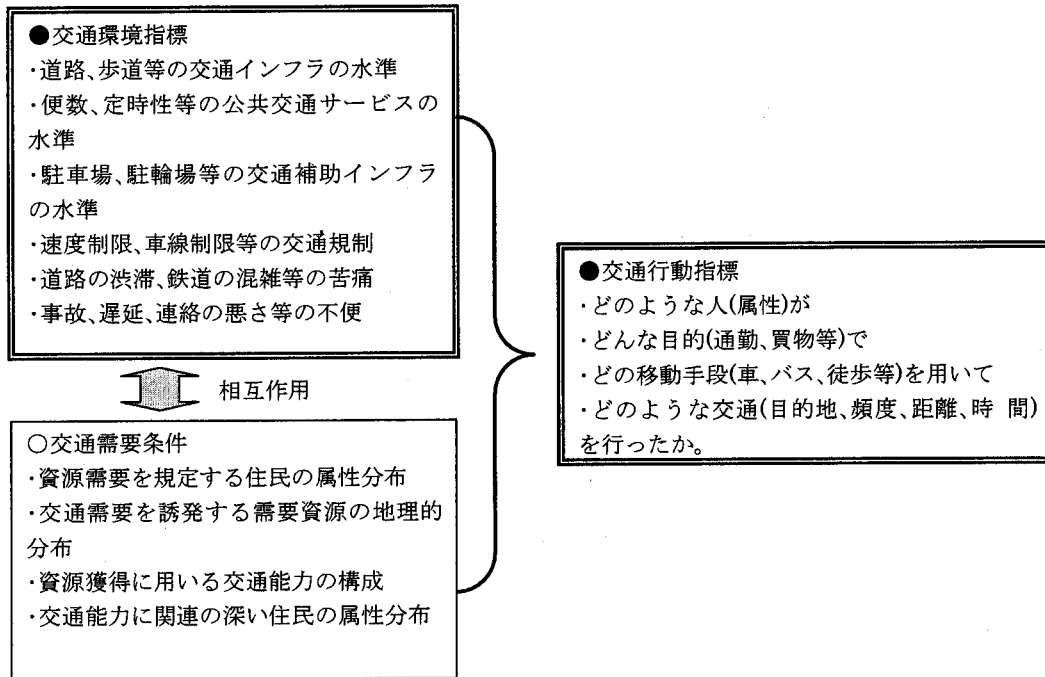 ●交通環境指標
・道路、歩道等の交通インフラの水準
・便数、定時性等の公共交通サービスの
水準
・駐車場、駐輪場等の交通補助インフラ
の水準
・速度制限、車線制限等の交通規制
・道路の渋滞、鉄道の混雑等の苦痛
・事故、遅延、連絡の悪さ等の不便
相互作用
○交通需要条件
・資源需要を規定する住民の属性分布
・交通需要を誘発する需要資源の地理的
分布
・資源獲得に用いる交通能力の構成
・交通能力に関連の深い住民の属性分布
●交通行動指標
・どのような人(属性)が
・どんな目的(通勤、買物等)で
・どの移動手段(車、バス、徒歩等)を用いて
・どのような交通(目的地、頻度、距離、時 間)
を行ったか。